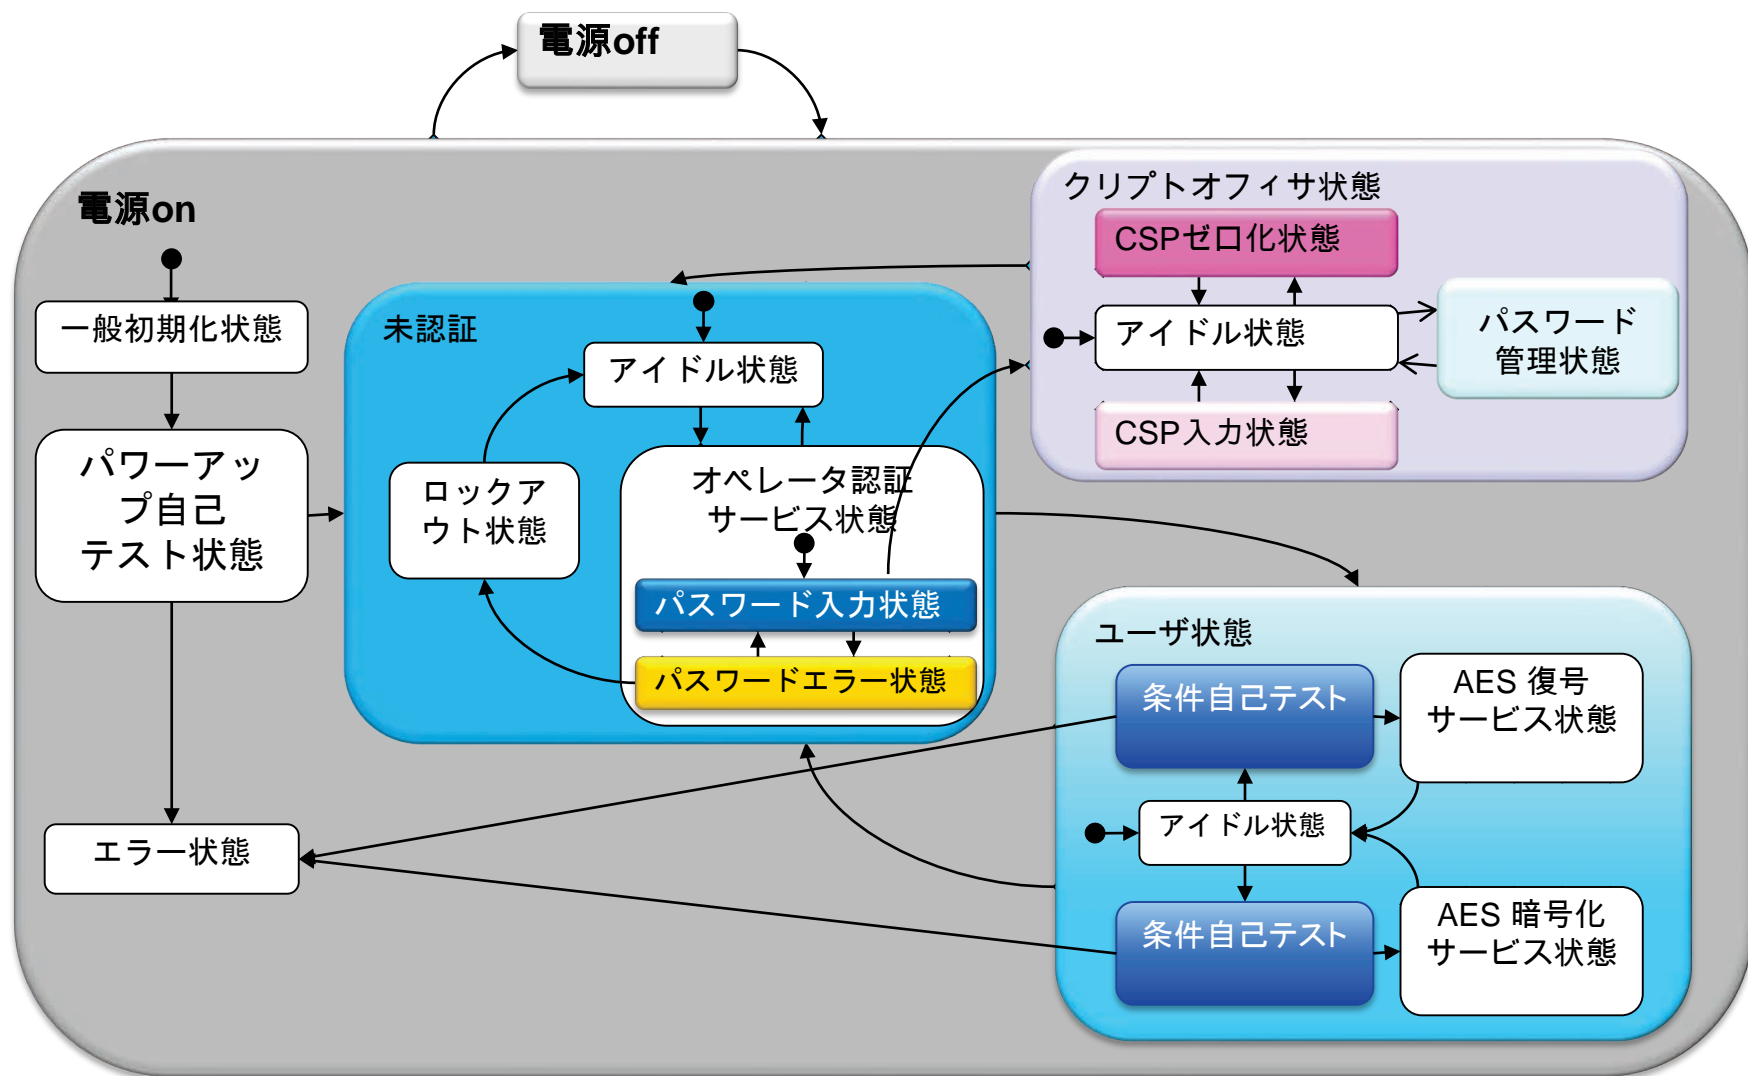 電源off
電源on
一般初期化状態
パワーアッ
プ自己
テスト状態
エラー状態
未認証
アイドル状態
ロックア
ウト状態
オペレータ認証
サービス状態
パスワード入力状態
パスワードエラー状態
クリプトオフィサ状態
CSPゼロ化状態
アイドル状態
CSP入力状態
パスワード
管理状態
ユーザ状態
条件自己テスト
AES 復号
サービス状態
アイドル状態
条件自己テスト
AES 暗号化
サービス状態